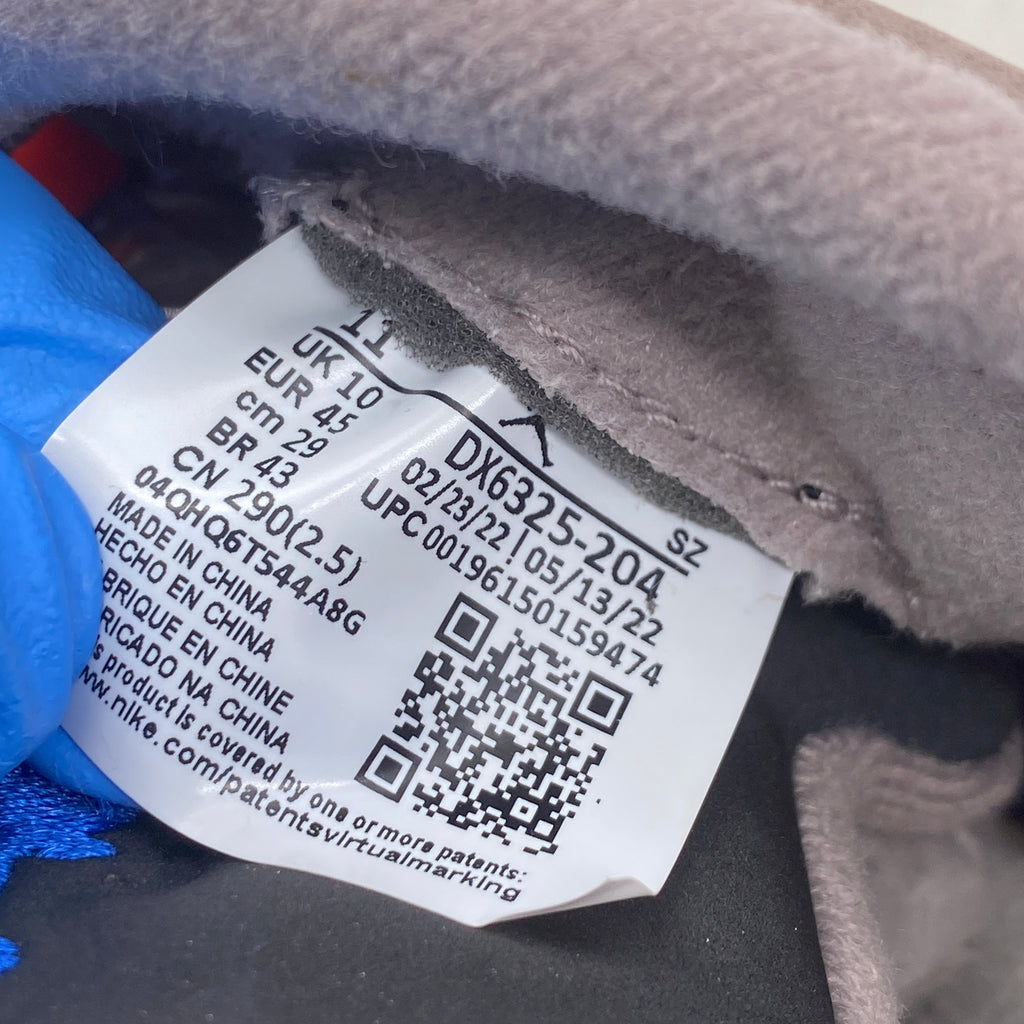 11
UK 10
EUR 45
cm 29
BR 43
CN 290(2.5)
04QHQ6T544A8G
MADE IN CHINA
HECHO EN CHINA
BRIQUE EN CHINE
RICADO NA CHINA
s product is covered by one or more patents:
ww.nike.com/patentsvirtualmarking
SZ
DX6325-204
02/23/22 | 05/13/22
UPC 00196150159474